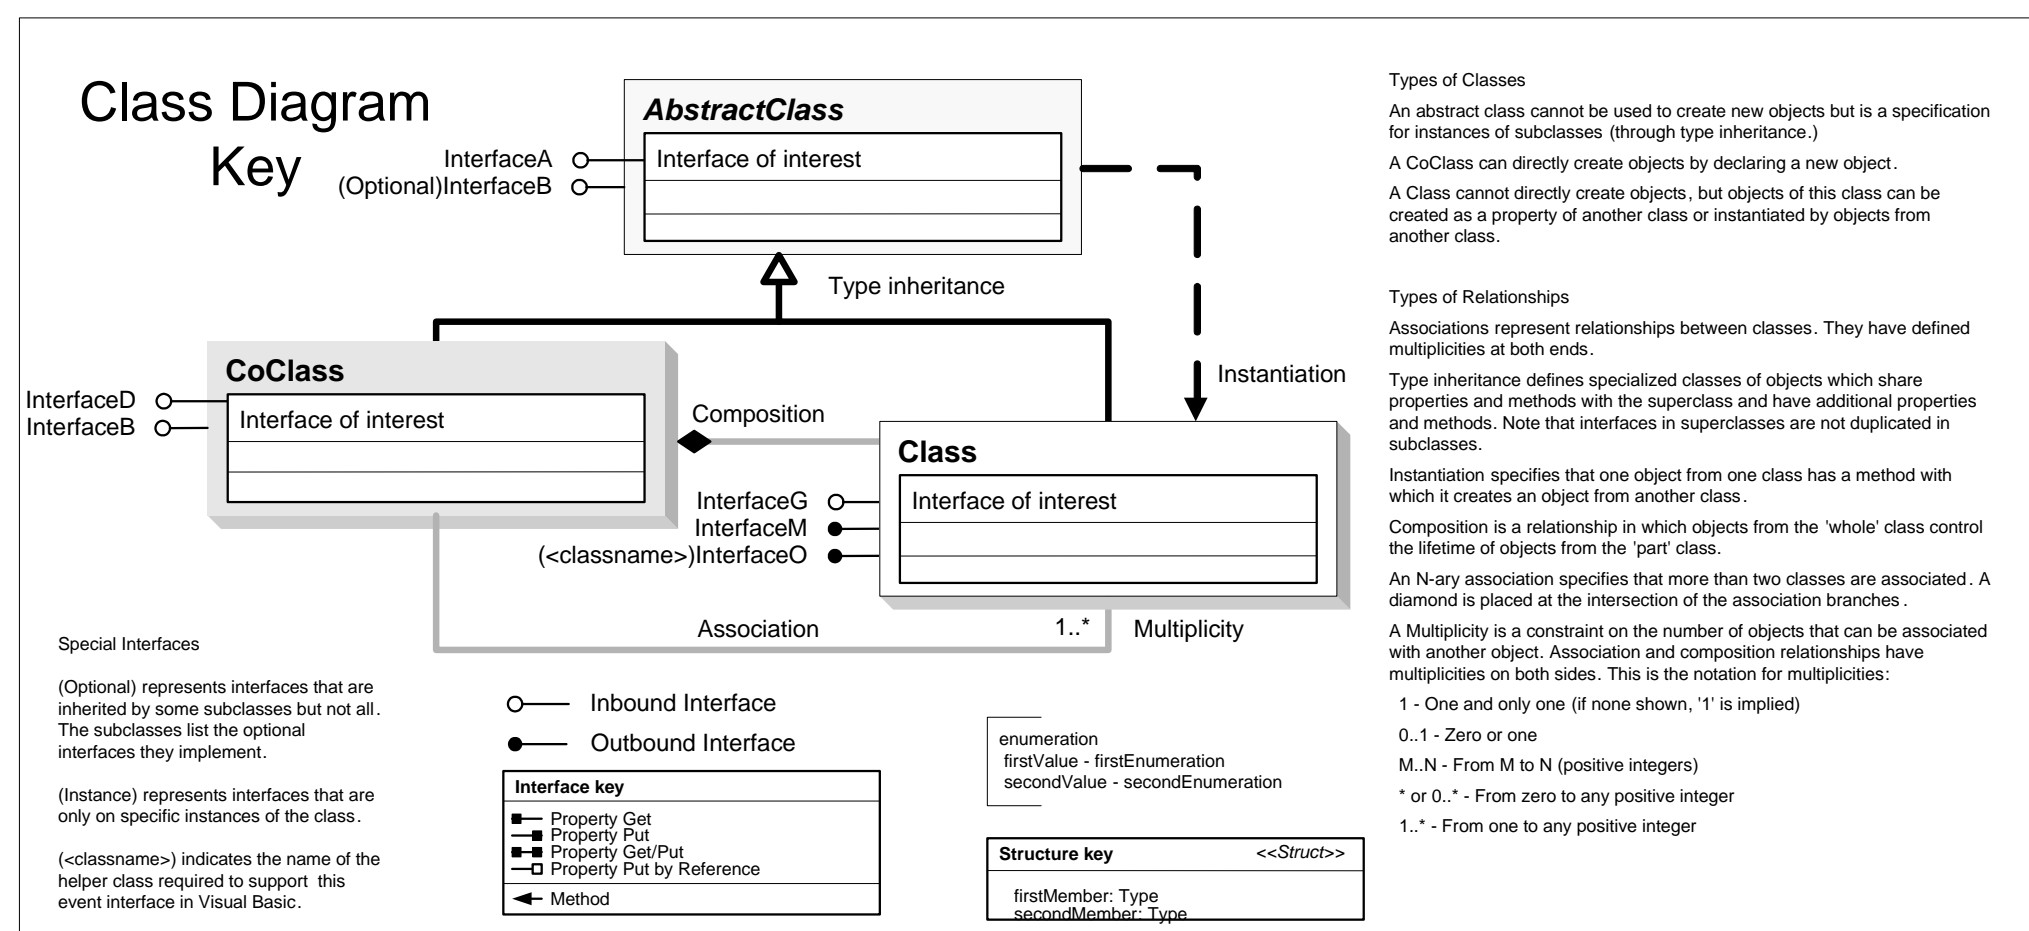 Class Diagram
Key
AbstractClass
Interface of interest
InterfaceA
(Optional)InterfaceB
Type inheritance
CoClass
Interface of interest
InterfaceD
InterfaceB
Composition
Instantiation
Class
Interface of interest
InterfaceG
InterfaceM
(<classname>)InterfaceO
Association
1..*
Multiplicity
Special Interfaces
(Optional) represents interfaces that are
inherited by some subclasses but not all.
The subclasses list the optional
interfaces they implement.
(Instance) represents interfaces that are
only on specific instances of the class.
(<classname>) indicates the name of the
helper class required to support this
event interface in Visual Basic.
Inbound Interface
Outbound Interface
Interface key
Property Get
Property Put
Property Get/Put
Property Put by Reference
Method
enumeration
firstValue - firstEnumeration
secondValue - secondEnumeration
Structure key
<<Struct>>
firstMember: Type
secondMember: Type
Types of Classes
An abstract class cannot be used to create new objects but is a specification
for instances of subclasses (through type inheritance.)
A CoClass can directly create objects by declaring a new object.
A Class cannot directly create objects, but objects of this class can be
created as a property of another class or instantiated by objects from
another class.
Types of Relationships
Associations represent relationships between classes. They have defined
multiplicities at both ends.
Type inheritance defines specialized classes of objects which share
properties and methods with the superclass and have additional properties
and methods. Note that interfaces in superclasses are not duplicated in
subclasses.
Instantiation specifies that one object from one class has a method with
which it creates an object from another class.
Composition is a relationship in which objects from the 'whole' class control
the lifetime of objects from the 'part' class.
An N-ary association specifies that more than two classes are associated. A
diamond is placed at the intersection of the association branches.
A Multiplicity is a constraint on the number of objects that can be associated
with another object. Association and composition relationships have
multiplicities on both sides. This is the notation for multiplicities:
1 - One and only one (if none shown, '1' is implied)
0..1 - Zero or one
M..N - From M to N (positive integers)
* or 0..* - From zero to any positive integer
1..* - From one to any positive integer